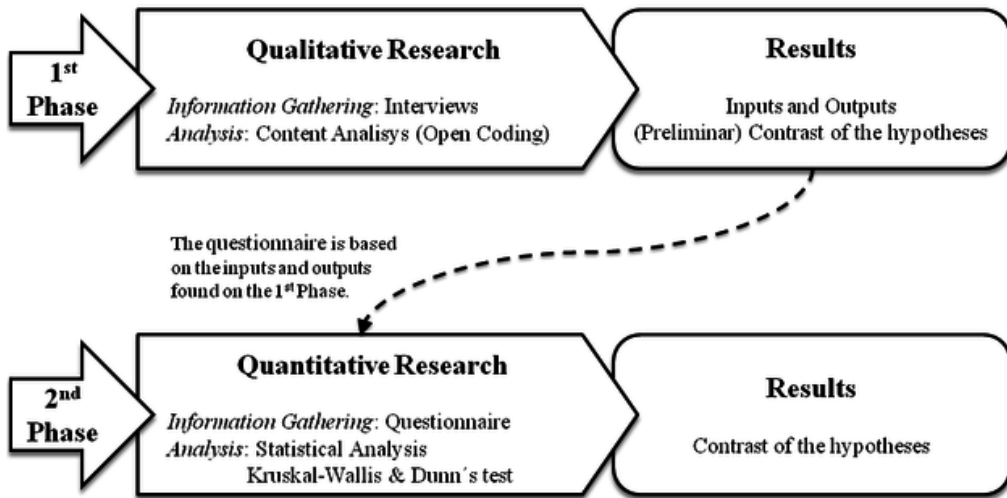 1st
Phase
Qualitative Research
Information Gathering: Interviews
Analysis: Content Analisys (Open Coding)
Results
Inputs and Outputs
(Preliminar) Contrast of the hypotheses
The questionnaire is based
on the inputs and outputs
found on the 1st Phase.
2nd
Phase
Quantitative Research
Information Gathering: Questionnaire
Analysis: Statistical Analysis
Kruskal-Wallis & Dunn´s test
Results
Contrast of the hypotheses